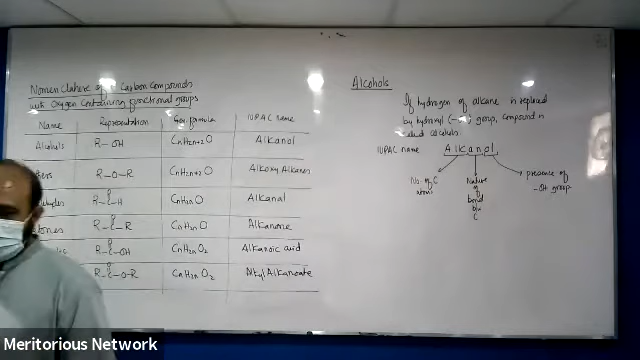 Nomenclature of Carbon Compounds
with Oxygen Containing functional groups
Name Representation Gen formula IUPAC name
Alcohols R-OH CnH2n+2O Alkanol
R-O-R CnH2n+2O Alkoxy Alkanes
R-C-H O CnH2nO Alkanal
R-C-R O CnH2nO Alkanone
R-C-OH O CnH2nO2 Alkanoic acid
R-C-O-R O CnH2nO2 Alkyl Alkanoate
Alcohols
If hydrogen of alkane is replaced
by hydroxyl (-OH) group, compound is
called alcohols.
IUPAC name Alkanol.
No. of C
atoms
Nature
of
bond
b/w
C
presence of
-OH group
Meritorious Network